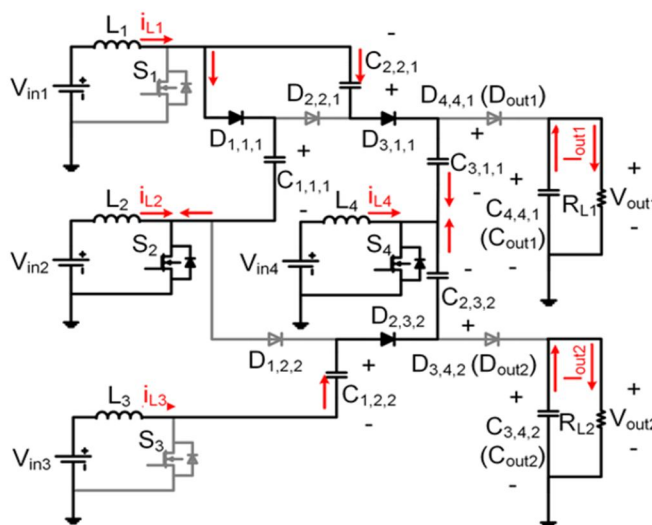 L1 iL1
Vin1 S1
C2,2,1
D1,1,1 D2,2,1 D3,1,1 D4,4,1 (Dout1)
C1,1,1 C3,1,1
C4,4,1
(Cout1)
Iout1
RL1 Vout1
L2 iL2
Vin2 S2
L4 iL4
Vin4 S4
C2,3,2
D1,2,2 D2,3,2 D3,4,2 (Dout2)
C1,2,2
L3 iL3
Vin3 S3
C3,4,2
(Cout2)
Iout2
RL2 Vout2